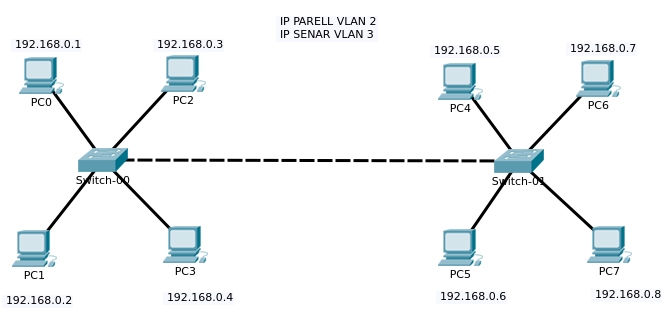 IP PARELL VLAN 2
IP SENAR VLAN 3
192.168.0.1
192.168.0.3
192.168.0.5
192.168.0.7
PC0
PC2
PC4
PC6
Switch-00
Switch-01
PC1
PC3
PC5
PC7
192.168.0.2
192.168.0.4
192.168.0.6
192.168.0.8